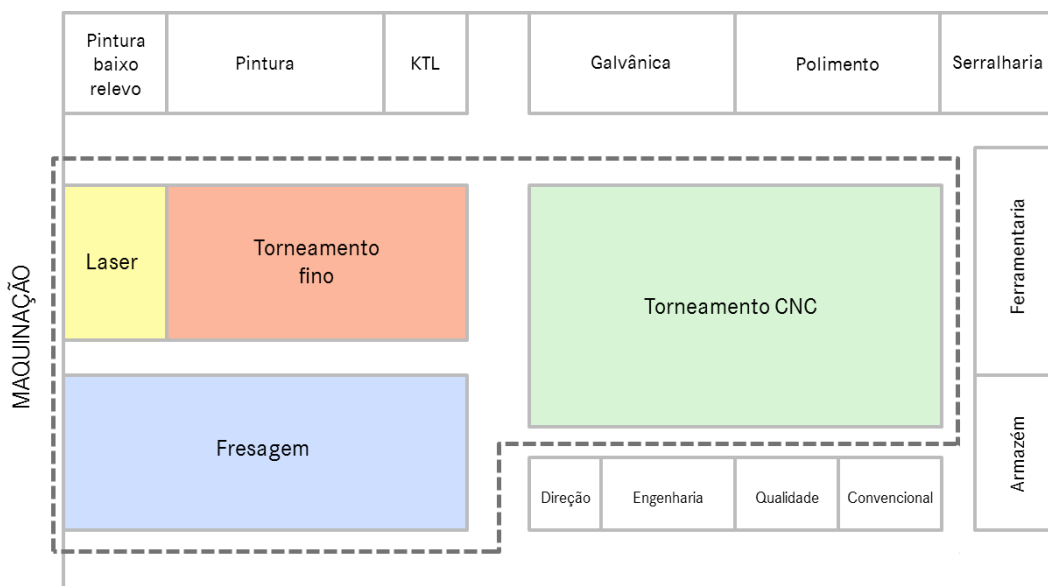 Pintura
baixo
relevo
Pintura
KTL
Galvânica
Polimento
Serralharia
MAQUINAÇÃO
Laser
Torneamento
fino
Torneamento CNC
Ferramentaria
Fresagem
Armazém
Direção
Engenharia
Qualidade
Convencional